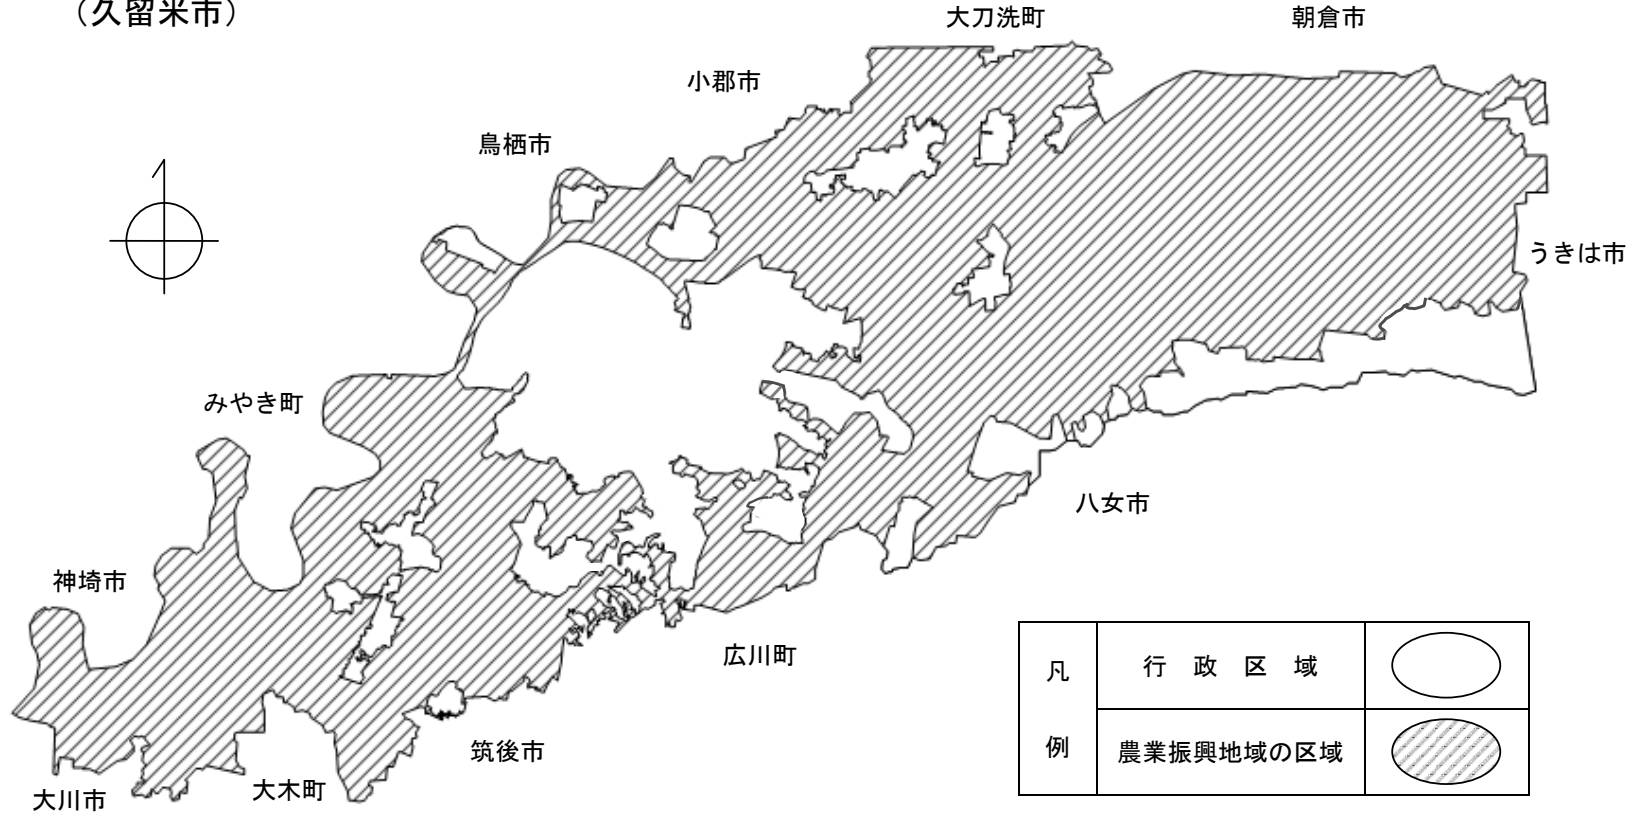 （久留米市）
大刀洗町
朝倉市
小郡市
鳥栖市
うきは市
みやき町
八女市
神埼市
広川町
筑後市
大木町
大川市
凡例
行政区域
農業振興地域の区域